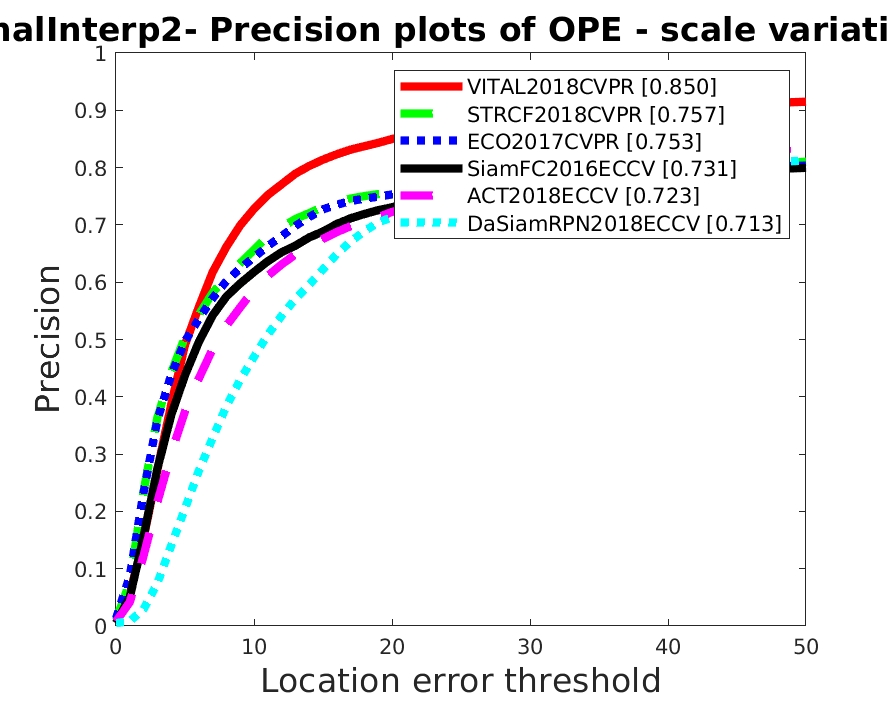 nalInterp2- Precision plots of OPE - scale variati
1
0.9
0.8
0.7
0.6
0.5
0.4
0.3
0.2
0.1
0
Precision
VITAL2018CVPR [0.850]
STRCF2018CVPR [0.757]
ECO2017CVPR [0.753]
SiamFC2016ECCV [0.731]
ACT2018ECCV [0.723]
DaSiamRPN2018ECCV [0.713]
0 10 20 30 40 50
Location error threshold